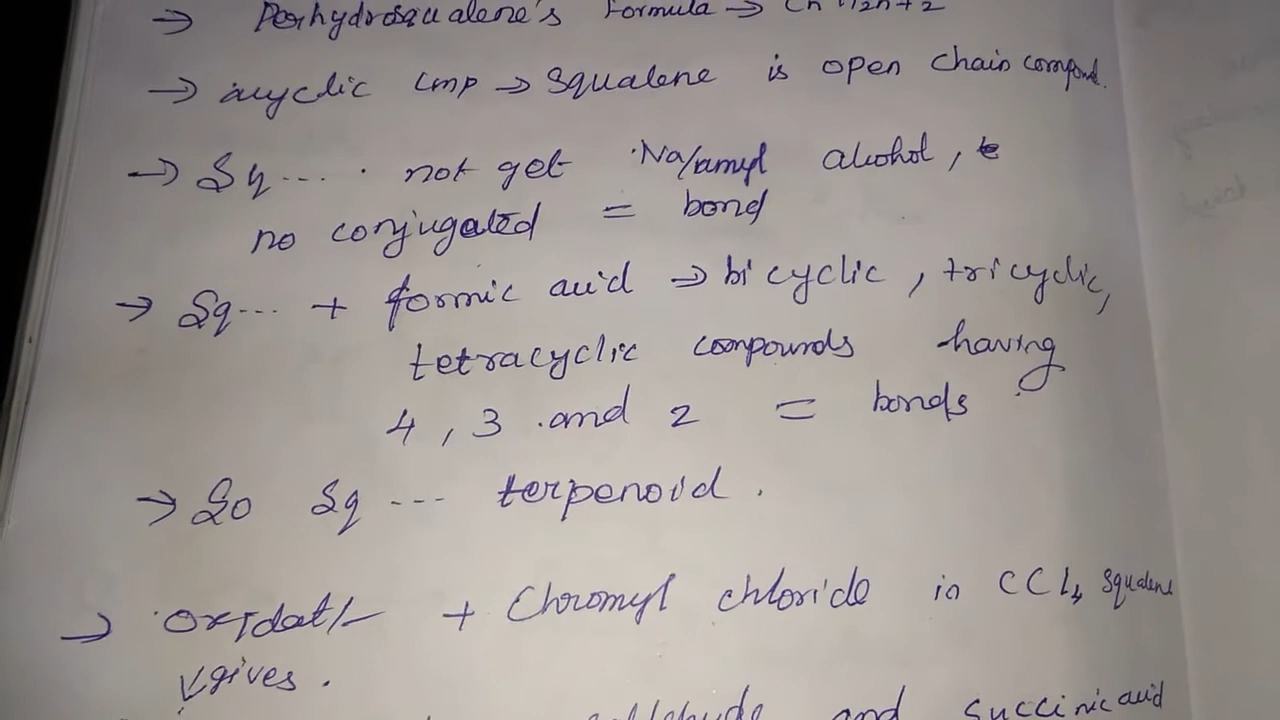 → Perhydrosqualene's Formula → CnH2n+2
→ acyclic cmp → Squalene is open chain compound.
→ Sq.... not get Na/amyl alcohol,
no conjugated = bond
→ Sq... + formic acid → bicyclic, tricyclic,
tetracyclic compounds having
4, 3 and 2 = bonds.
→ So Sq --- terpenoid.
→ Oxidat/- + Chromyl chloride in CCl4 Squalene
gives.
and succinic acid